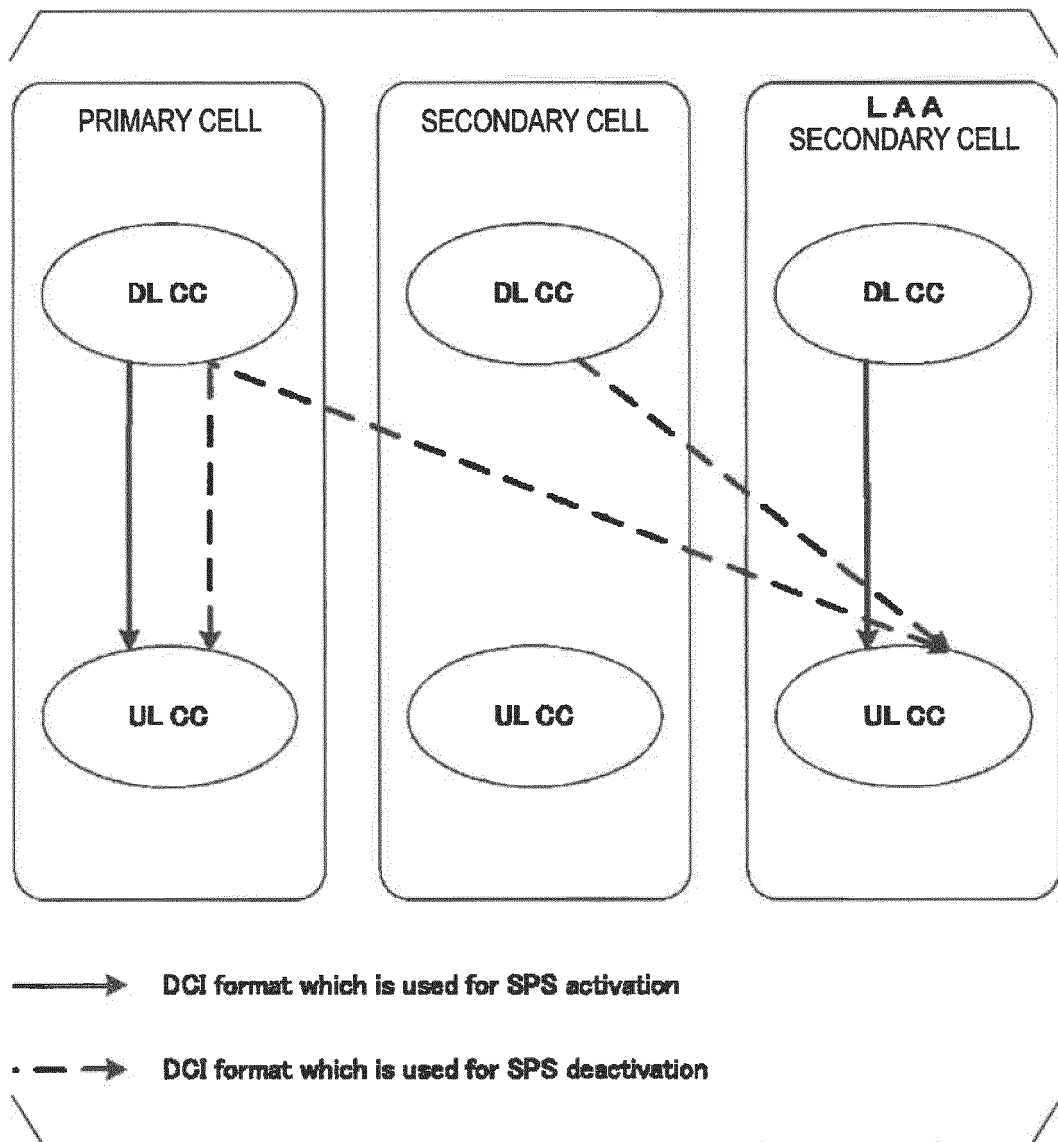 PRIMARY CELL
SECONDARY CELL
LAA
SECONDARY CELL
DL CC
DL CC
DL CC
UL CC
UL CC
UL CC
DCI format which is used for SPS activation
DCI format which is used for SPS deactivation